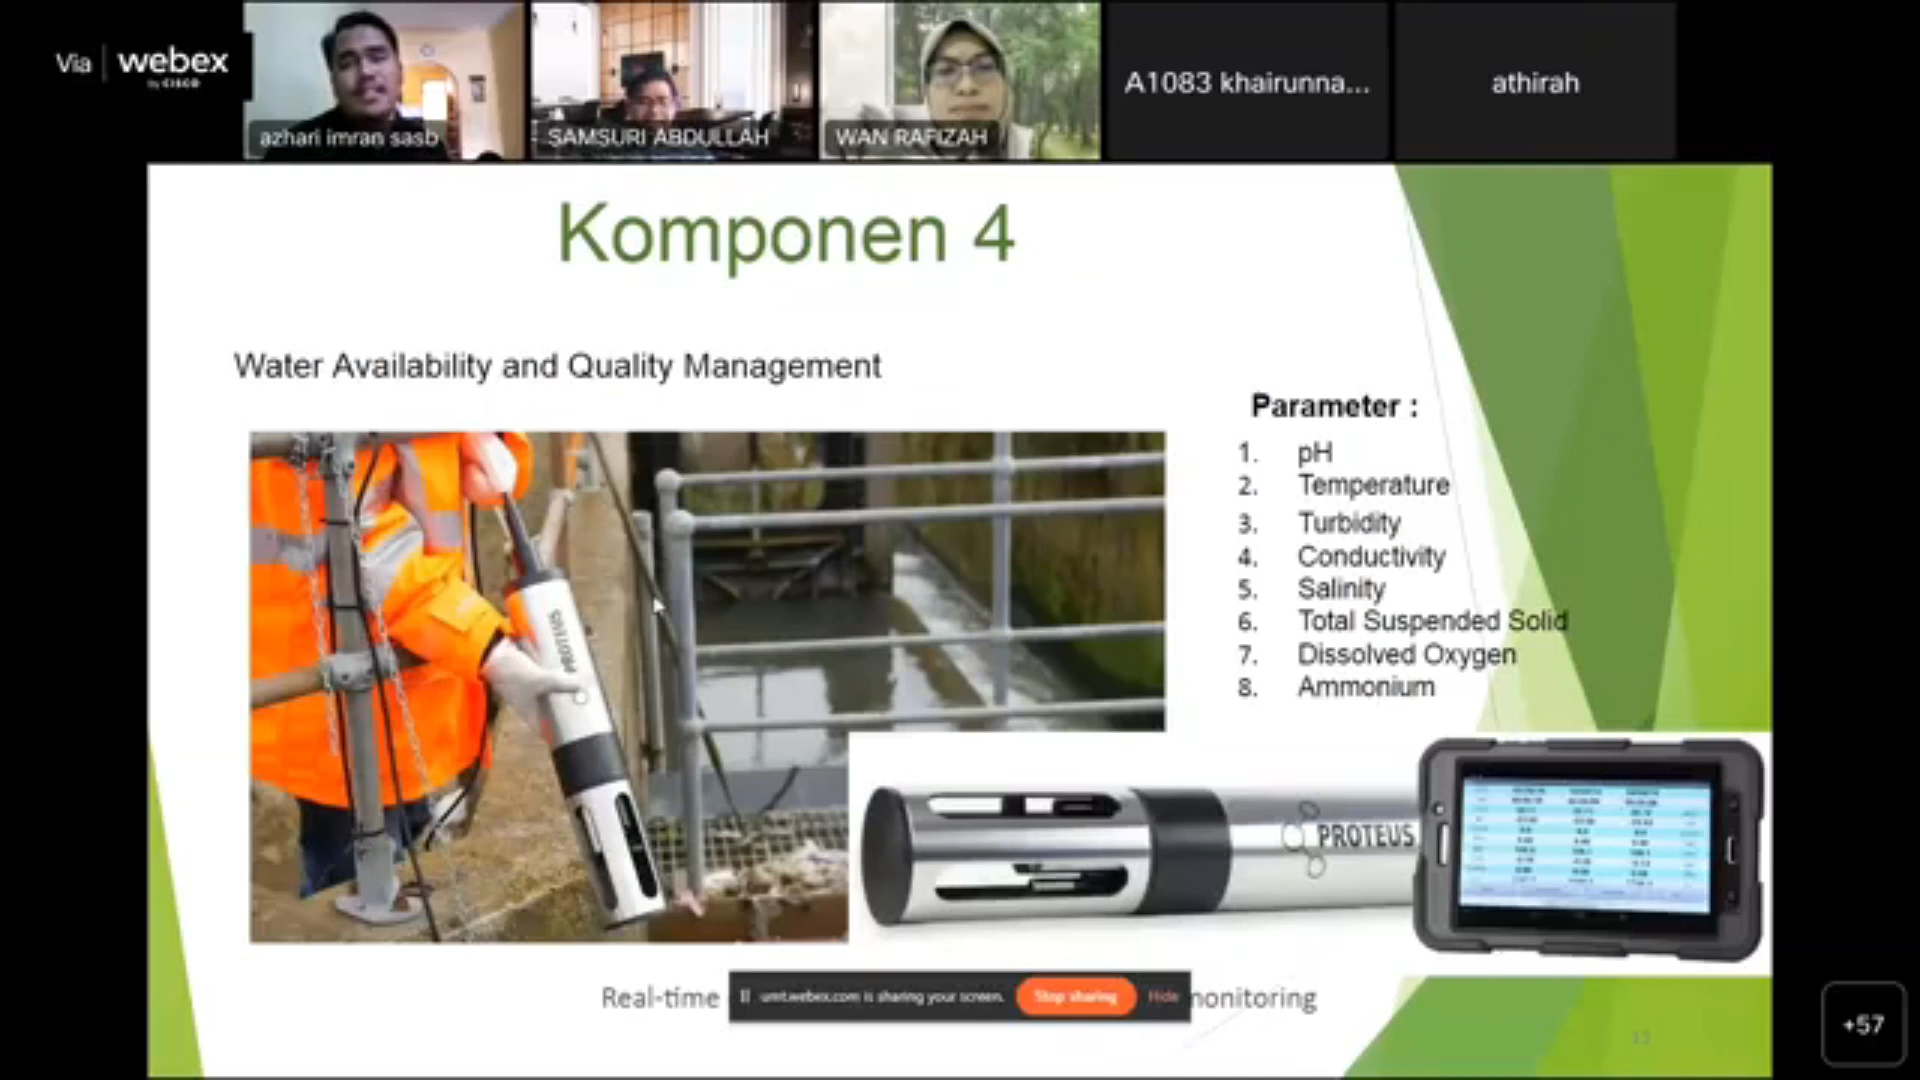 Via webex
by CISCO
azhari imran sasb
SAMSURI ABDULLAH
WAN RAFIZAH
A1083 khairunna...
athirah
Komponen 4
Water Availability and Quality Management
Parameter :
1. pH
2. Temperature
3. Turbidity
4. Conductivity
5. Salinity
6. Total Suspended Solid
7. Dissolved Oxygen
8. Ammonium
PROTEUS
PROTEUS
Real-time
umt.webex.com is sharing your screen.
Stop sharing
Hide
monitoring
+57